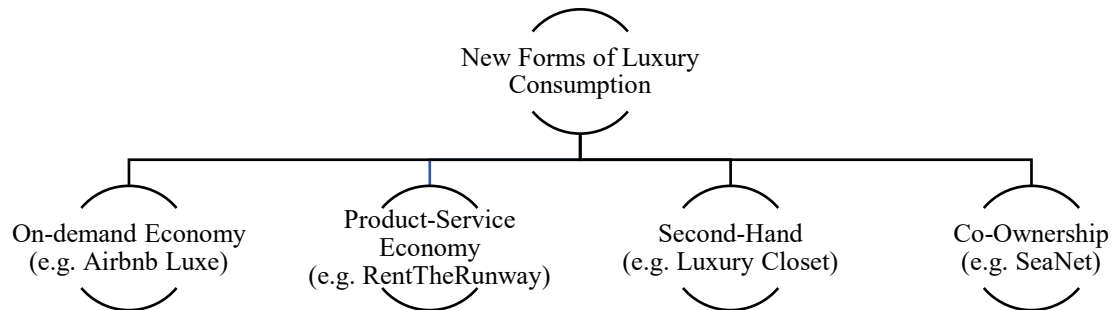 New Forms of Luxury
Consumption
On-demand Economy
(e.g. Airbnb Luxe)
Product-Service
Economy
(e.g. RentTheRunway)
Second-Hand
(e.g. Luxury Closet)
Co-Ownership
(e.g. SeaNet)